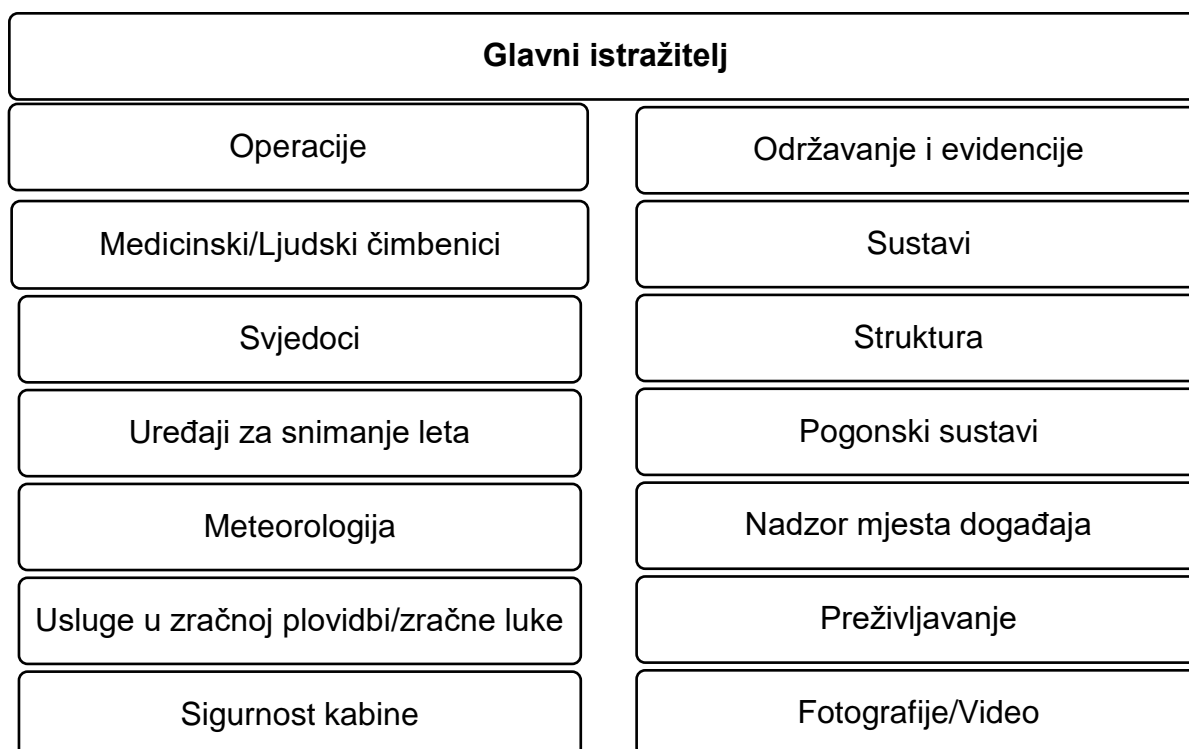 Glavni istražitelj
Operacije
Održavanje i evidencije
Medicinski/Ljudski čimbenici
Sustavi
Svjedoci
Struktura
Uređaji za snimanje leta
Pogonski sustavi
Meteorologija
Nadzor mjesta događaja
Usluge u zračnoj plovidbi/zračne luke
Preživljavanje
Sigurnost kabine
Fotografije/Video